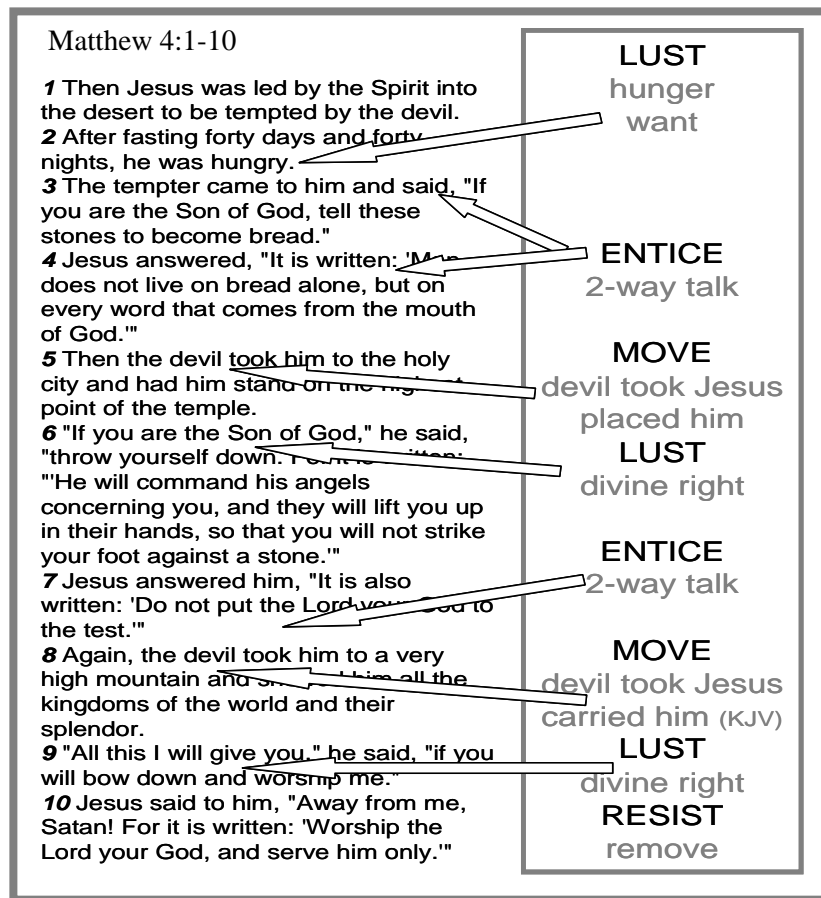 Matthew 4:1-10
1 Then Jesus was led by the Spirit into
the desert to be tempted by the devil.
2 After fasting forty days and forty
nights, he was hungry.
3 The tempter came to him and said, "If
you are the Son of God, tell these
stones to become bread."
4 Jesus answered, "It is written: 'Man
does not live on bread alone, but on
every word that comes from the mouth
of God.'"
5 Then the devil took him to the holy
city and had him stand on the highest
point of the temple.
6 "If you are the Son of God," he said,
"throw yourself down. For it is written:
"'He will command his angels
concerning you, and they will lift you up
in their hands, so that you will not strike
your foot against a stone.'"
7 Jesus answered him, "It is also
written: 'Do not put the Lord your God to
the test.'"
8 Again, the devil took him to a very
high mountain and him all the
kingdoms of the world and their
splendor.
9 "All this I will give you," he said, "if you
will bow down and worship me."
10 Jesus said to him, "Away from me,
Satan! For it is written: 'Worship the
Lord your God, and serve him only.'"
LUST
hunger
want
ENTICE
2-way talk
MOVE
devil took Jesus
placed him
LUST
divine right
ENTICE
2-way talk
MOVE
devil took Jesus
carried him (KJV)
LUST
divine right
RESIST
remove